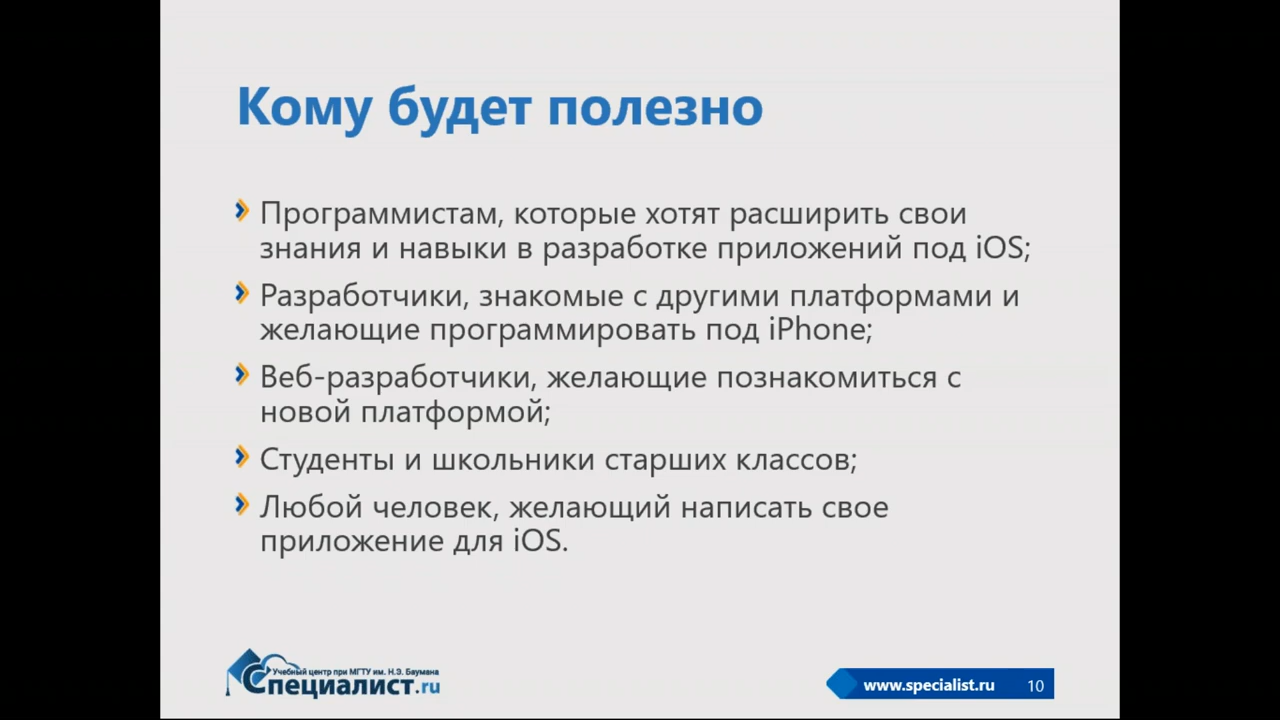 Кому будет полезно
Программистам, которые хотят расширить свои
знания и навыки в разработке приложений под iOS;
Разработчики, знакомые с другими платформами и
желающие программировать под iPhone;
Веб-разработчики, желающие познакомиться с
новой платформой;
Студенты и школьники старших классов;
Любой человек, желающий написать свое
приложение для iOS.
Учебный центр при МГТУ им. Н.Э. Баумана
Специалист.ru
www.specialist.ru 10